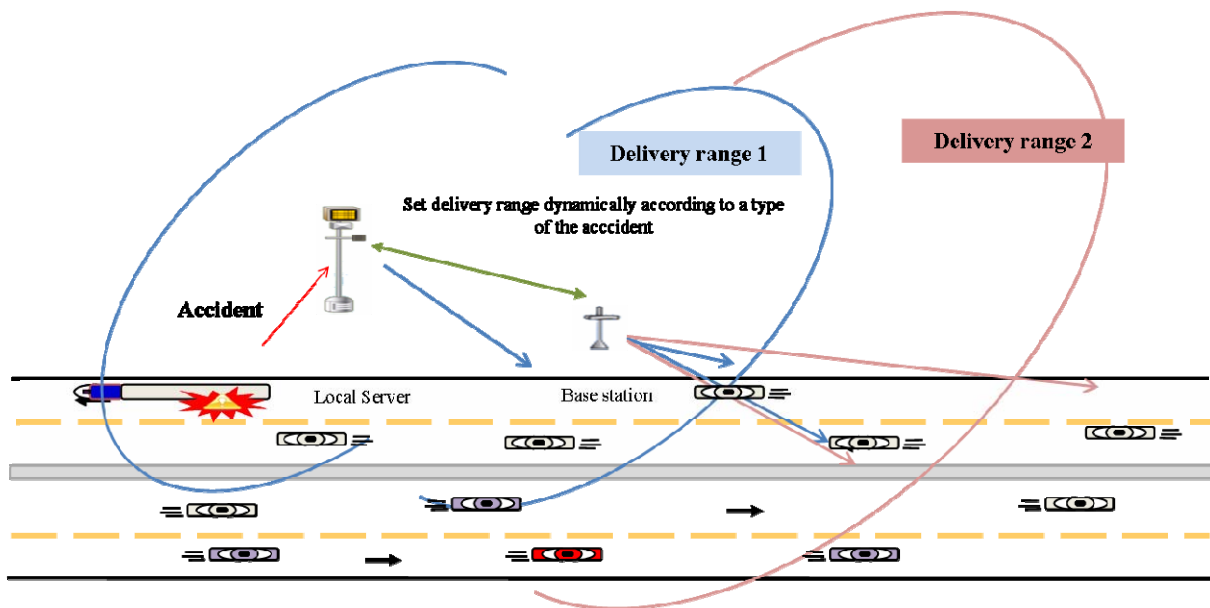 Delivery range 1
Delivery range 2
Set delivery range dynamically according to a type
of the acccident
Accident
Local Server
Base station